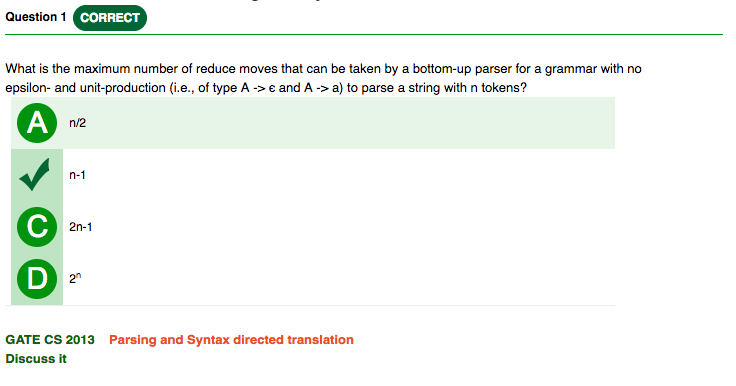 Question 1 CORRECT
What is the maximum number of reduce moves that can be taken by a bottom-up parser for a grammar with no
epsilon- and unit-production (i.e., of type A -> є and A -> a) to parse a string with n tokens?
A n/2
n-1
C 2n-1
D 2ⁿ
GATE CS 2013 Parsing and Syntax directed translation
Discuss it